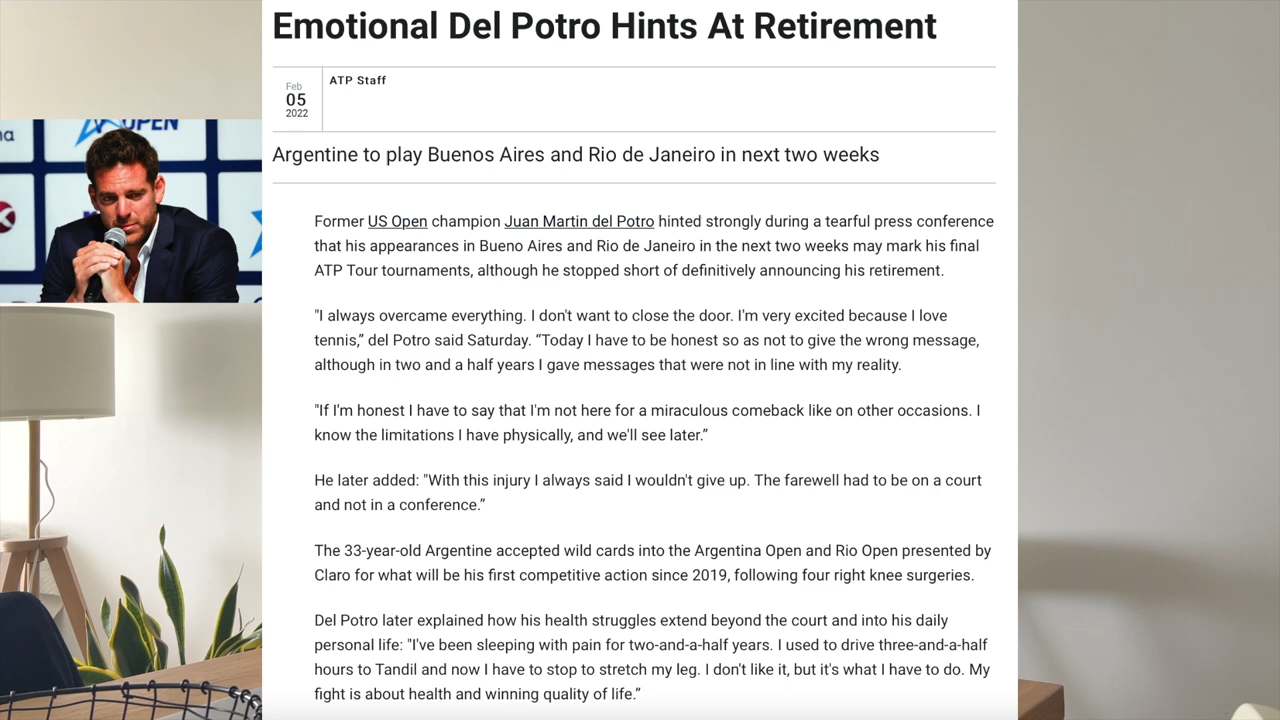 Emotional Del Potro Hints At Retirement
Feb
05
2022
ATP Staff
OPEN
na
Argentine to play Buenos Aires and Rio de Janeiro in next two weeks
Former US Open champion Juan Martin del Potro hinted strongly during a tearful press conference
that his appearances in Bueno Aires and Rio de Janeiro in the next two weeks may mark his final
ATP Tour tournaments, although he stopped short of definitively announcing his retirement.
"I always overcame everything. I don't want to close the door. I'm very excited because I love
tennis,” del Potro said Saturday. “Today I have to be honest so as not to give the wrong message,
although in two and a half years I gave messages that were not in line with my reality.
"If I'm honest I have to say that I'm not here for a miraculous comeback like on other occasions. I
know the limitations I have physically, and we'll see later.”
He later added: "With this injury I always said I wouldn't give up. The farewell had to be on a court
and not in a conference.”
The 33-year-old Argentine accepted wild cards into the Argentina Open and Rio Open presented by
Claro for what will be his first competitive action since 2019, following four right knee surgeries.
Del Potro later explained how his health struggles extend beyond the court and into his daily
personal life: "I've been sleeping with pain for two-and-a-half years. I used to drive three-and-a-half
hours to Tandil and now I have to stop to stretch my leg. I don't like it, but it's what I have to do. My
fight is about health and winning quality of life.”